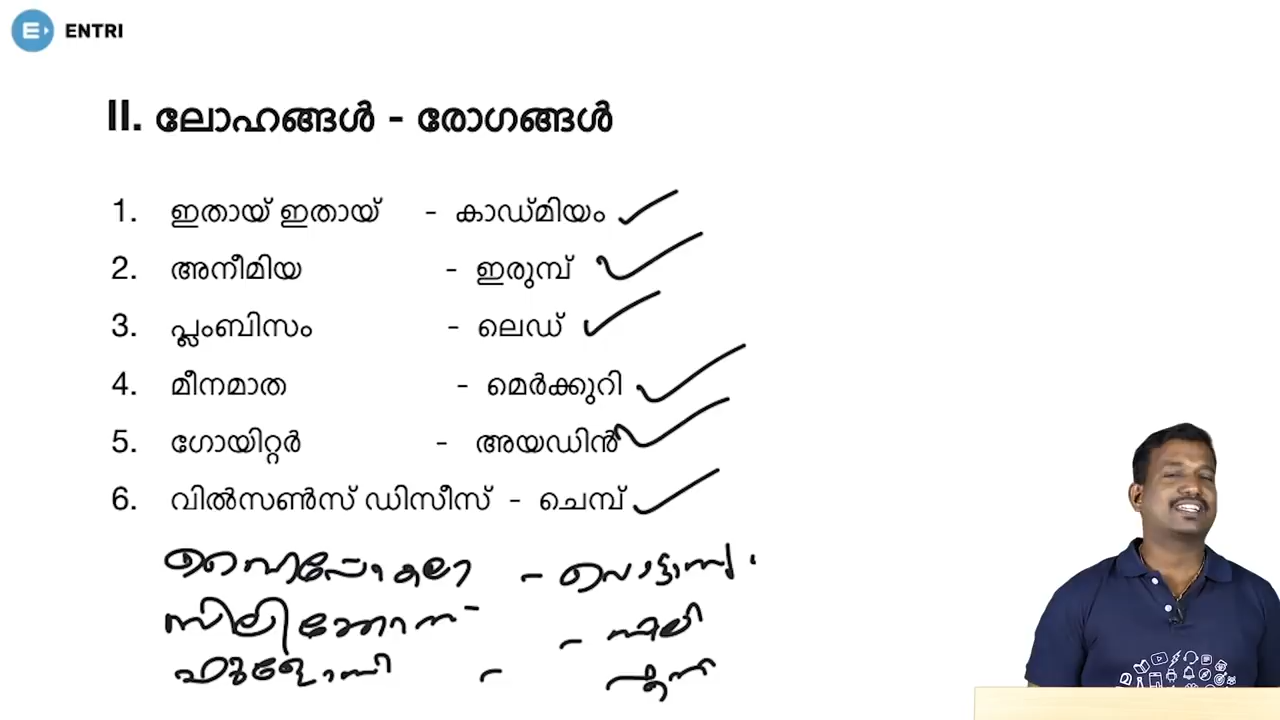 ENTRI
II. ലോഹങ്ങൾ - രോഗങ്ങൾ
1. ഇതായ് ഇതായ് - കാഡ്മിയം
2. അനീമിയ - ഇരുമ്പ്
3. പ്ലംബിസം - ലെഡ്
4. മീനമാത - മെർക്കുറി
5. ഗോയിറ്റർ - അയഡിൻ
6. വിൽസൺസ് ഡിസീസ് - ചെമ്പ്